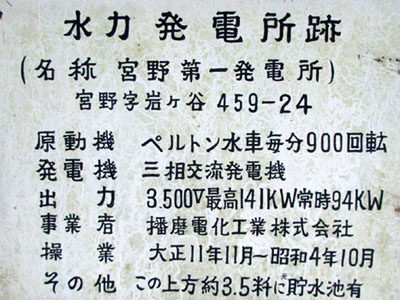 水力発電所跡
(名称 宮野第一発電所)
宮野字岩ヶ谷 459-24
原動機 ペルトン水車毎分900回転
発電機 三相交流発電機
出力 3.500V最高141KW常時94KW
事業者 播磨電化工業株式会社
操業 大正11年11月~昭和4年10月
その他 この上方約3.5料に貯水池有